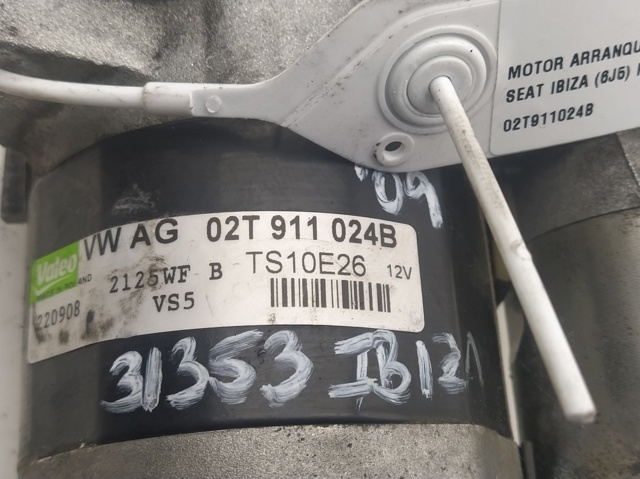 MOTOR ARRANQU
SEAT IBIZA (6J5)
02T911024B
'09
VW AG 02T 911 024B
Valeo
2125WF B TS10E26 12V
220908 VS5
31353 IBIZA